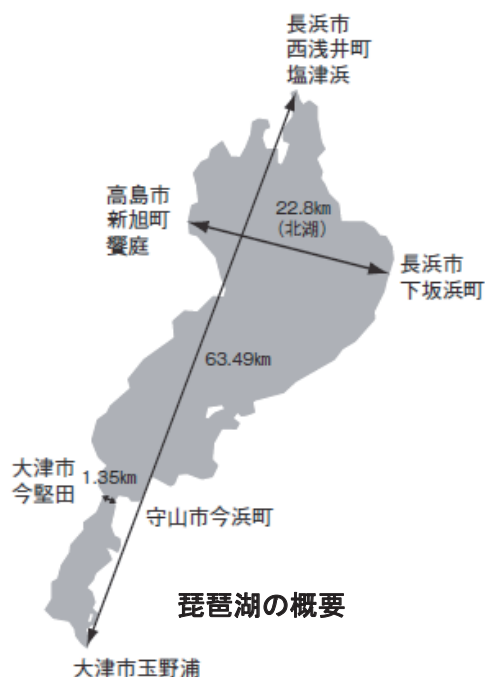 長浜市
西浅井町
塩津浜
高島市
新旭町
饗庭
22.8㎞
（北湖）
長浜市
下坂浜町
63.49㎞
大津市
今堅田
1.35㎞
守山市今浜町
琵琶湖の概要
大津市玉野浦